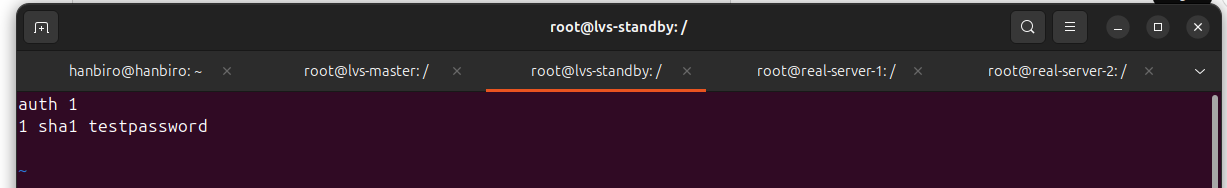 root@lvs-standby: /
hanbiro@hanbiro: ~
root@lvs-master: /
root@lvs-standby: /
root@real-server-1: /
root@real-server-2: /
auth 1
1 sha1 testpassword
~